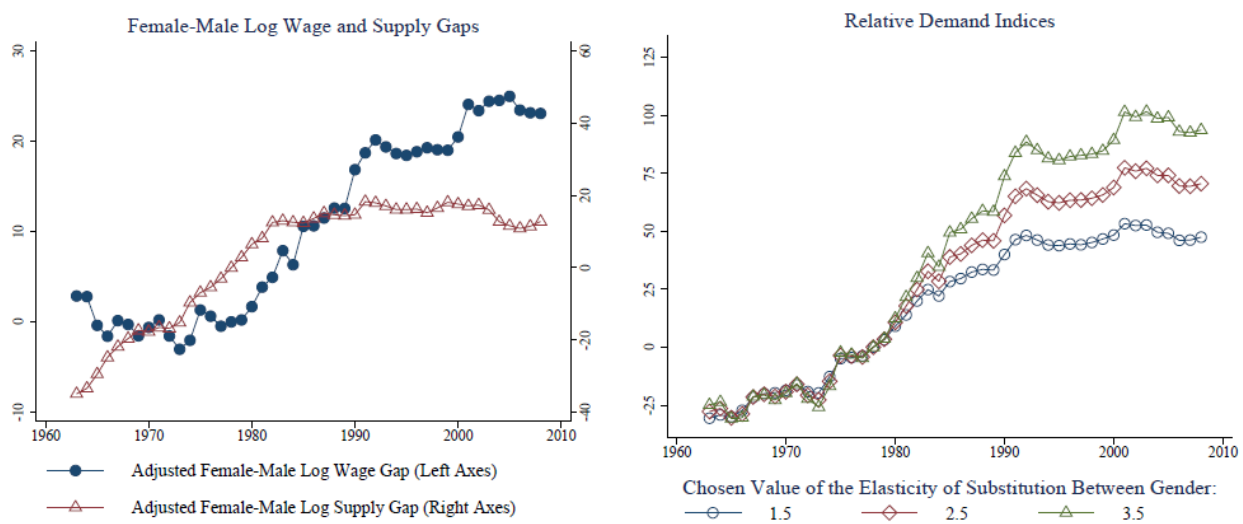 Female-Male Log Wage and Supply Gaps
30
20
10
0
-10
60
40
20
0
-20
-40
1960 1970 1980 1990 2000 2010
Adjusted Female-Male Log Wage Gap (Left Axes)
Adjusted Female-Male Log Supply Gap (Right Axes)
Relative Demand Indices
125
100
75
50
25
0
-25
1960 1970 1980 1990 2000 2010
Chosen Value of the Elasticity of Substitution Between Gender:
1.5 2.5 3.5